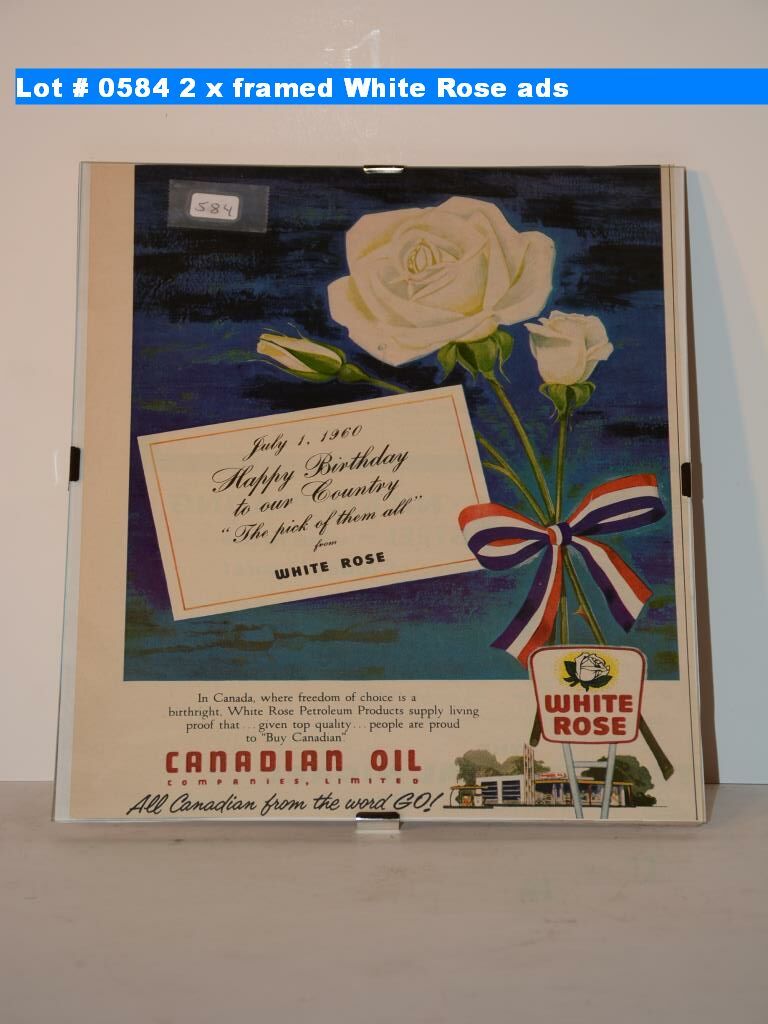 Lot # 0584 2 x framed White Rose ads
584
July 1, 1960
Happy Birthday
to our Country
"The pick of them all"
from
WHITE ROSE
In Canada, where freedom of choice is a
birthright, White Rose Petroleum Products supply living
proof that... given top quality... people are proud
to "Buy Canadian".
CANADIAN OIL
COMPANIES, LIMITED
All Canadian from the word GO!
WHITE
ROSE